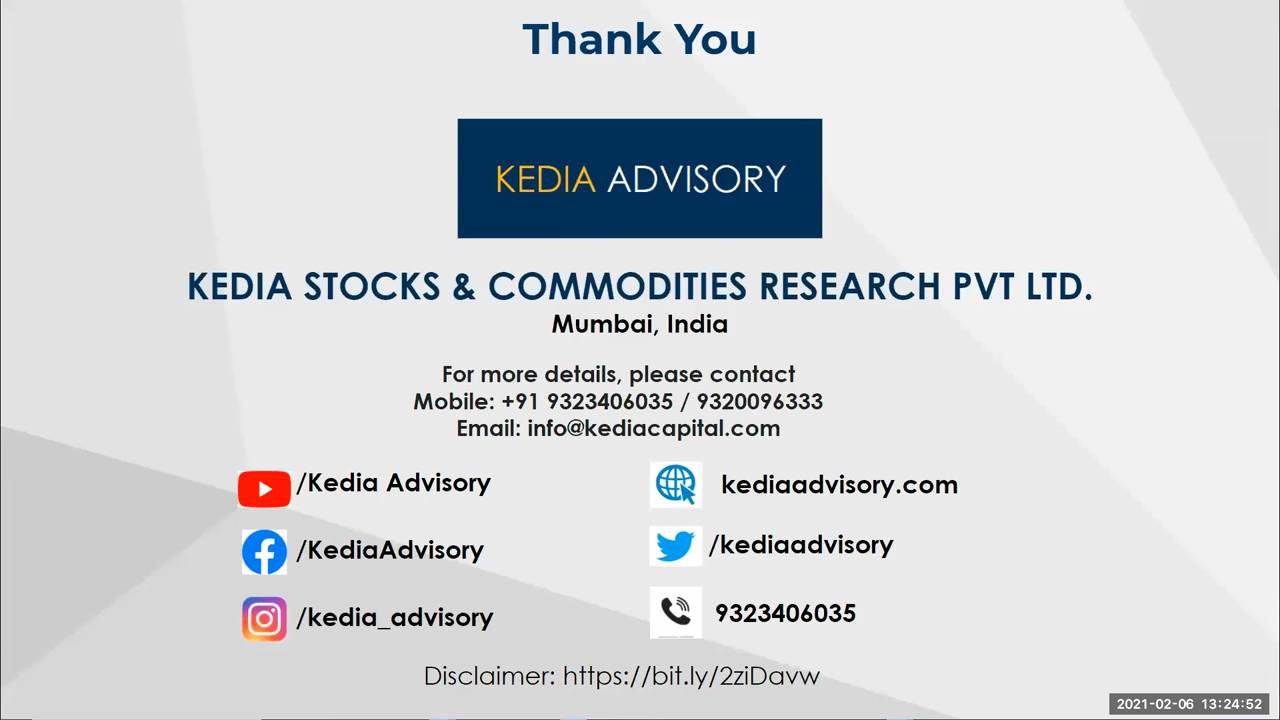 Thank You
KEDIA ADVISORY
KEDIA STOCKS & COMMODITIES RESEARCH PVT LTD.
Mumbai, India
For more details, please contact
Mobile: +91 9323406035 / 9320096333
Email: info@kediacapital.com
/Kedia Advisory
kediaadvisory.com
/KediaAdvisory
/kediaadvisory
/kedia_advisory
9323406035
Disclaimer: https://bit.ly/2ziDavw
2021-02-06 13:24:52